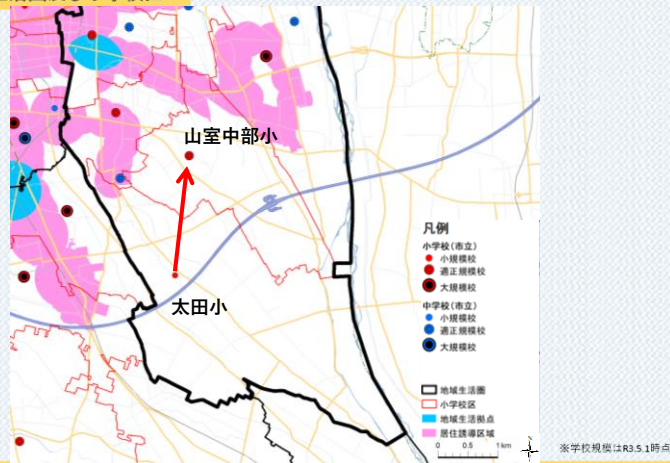 山室中部小
太田小
凡例
小学校(市立)
小規模校
適正規模校
大規模校
中学校(市立)
小規模校
適正規模校
大規模校
地域生活圏
小学校区
地域生活拠点
居住誘導区域
0 0.5 1km
※学校規模はR3.5.1時点